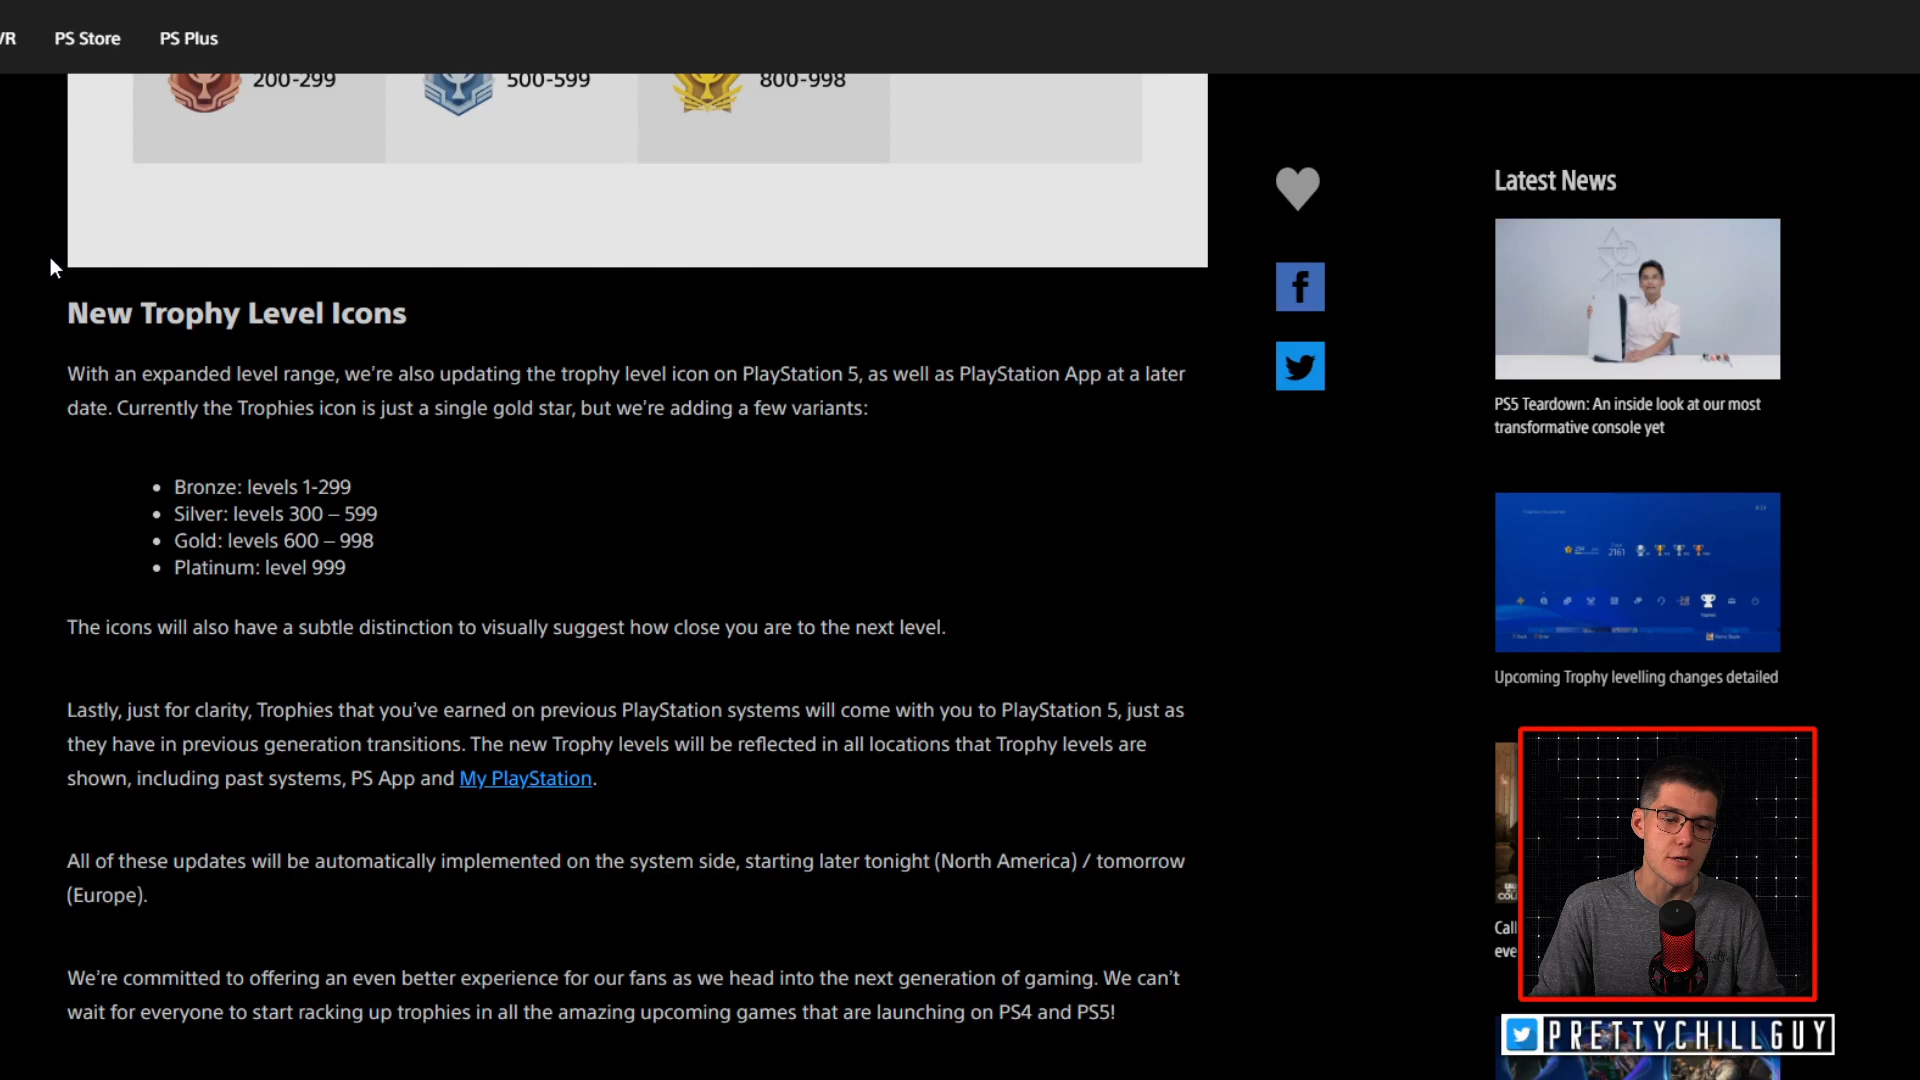 VR PS Store PS Plus
200-299 500-599 800-998
New Trophy Level Icons
With an expanded level range, we're also updating the trophy level icon on PlayStation 5, as well as PlayStation App at a later
date. Currently the Trophies icon is just a single gold star, but we're adding a few variants:
• Bronze: levels 1-299
• Silver: levels 300 – 599
• Gold: levels 600 – 998
• Platinum: level 999
The icons will also have a subtle distinction to visually suggest how close you are to the next level.
Lastly, just for clarity, Trophies that you've earned on previous PlayStation systems will come with you to PlayStation 5, just as
they have in previous generation transitions. The new Trophy levels will be reflected in all locations that Trophy levels are
shown, including past systems, PS App and My PlayStation.
All of these updates will be automatically implemented on the system side, starting later tonight (North America) / tomorrow
(Europe).
We're committed to offering an even better experience for our fans as we head into the next generation of gaming. We can't
wait for everyone to start racking up trophies in all the amazing upcoming games that are launching on PS4 and PS5!
Latest News
PS5 Teardown: An inside look at our most
transformative console yet
2161
Upcoming Trophy levelling changes detailed
Call
eve
PRETTYCHILLGUY